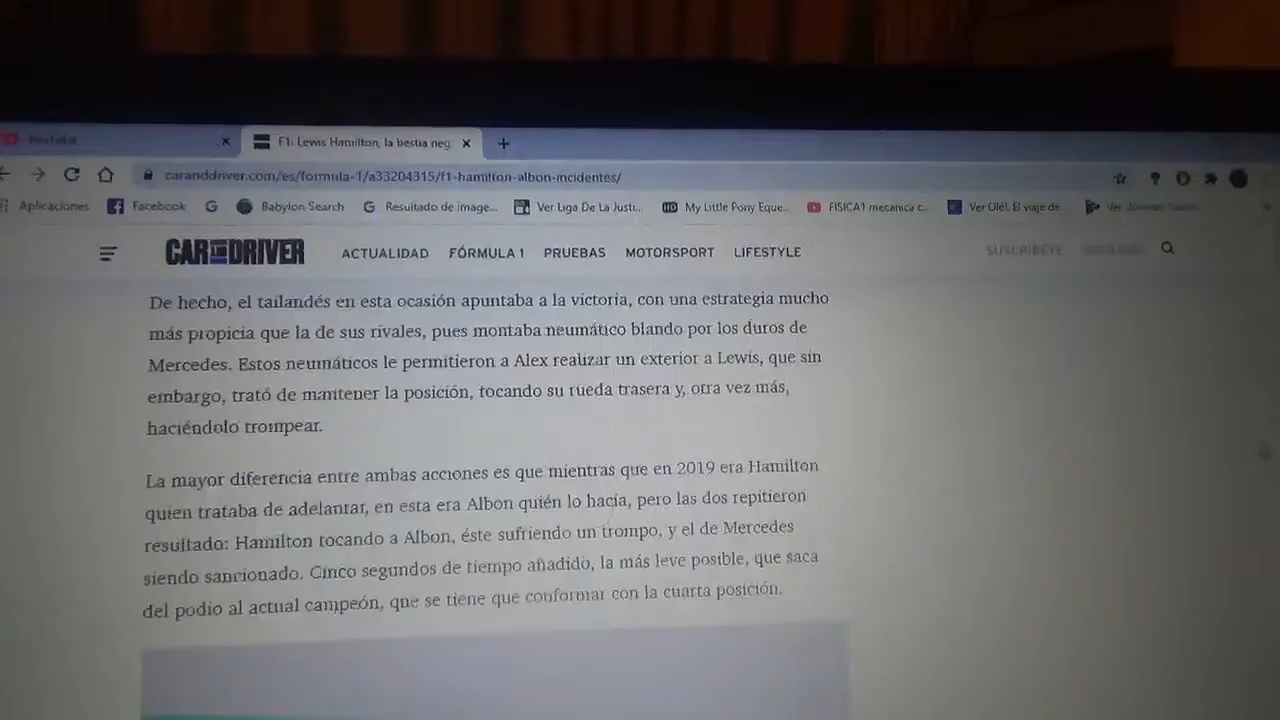 YouTube
F1: Lewis Hamilton, la bestia neg
caranddriver.com/es/formula-1/a33204315/f1-hamilton-albon-incidentes/
Aplicaciones Facebook Babylon Search Resultado de image... Ver Liga De La Justi... My Little Pony Eque... FISICA1 mecanica c... Ver Olé!. El viaje de...
CAR AND DRIVER ACTUALIDAD FÓRMULA 1 PRUEBAS MOTORSPORT LIFESTYLE SUSCRIBETE
De hecho, el tailandés en esta ocasión apuntaba a la victoria, con una estrategia mucho
más propicia que la de sus rivales, pues montaba neumático blando por los duros de
Mercedes. Estos neumáticos le permitieron a Alex realizar un exterior a Lewis, que sin
embargo, trató de mantener la posición, tocando su rueda trasera y, otra vez más,
haciéndolo trompear.
La mayor diferencia entre ambas acciones es que mientras que en 2019 era Hamilton
quien trataba de adelantar, en esta era Albon quién lo hacía, pero las dos repitieron
resultado: Hamilton tocando a Albon, éste sufriendo un trompo, y el de Mercedes
siendo sancionado. Cinco segundos de tiempo añadido, la más leve posible, que saca
del podio al actual campeón, que se tiene que conformar con la cuarta posición.